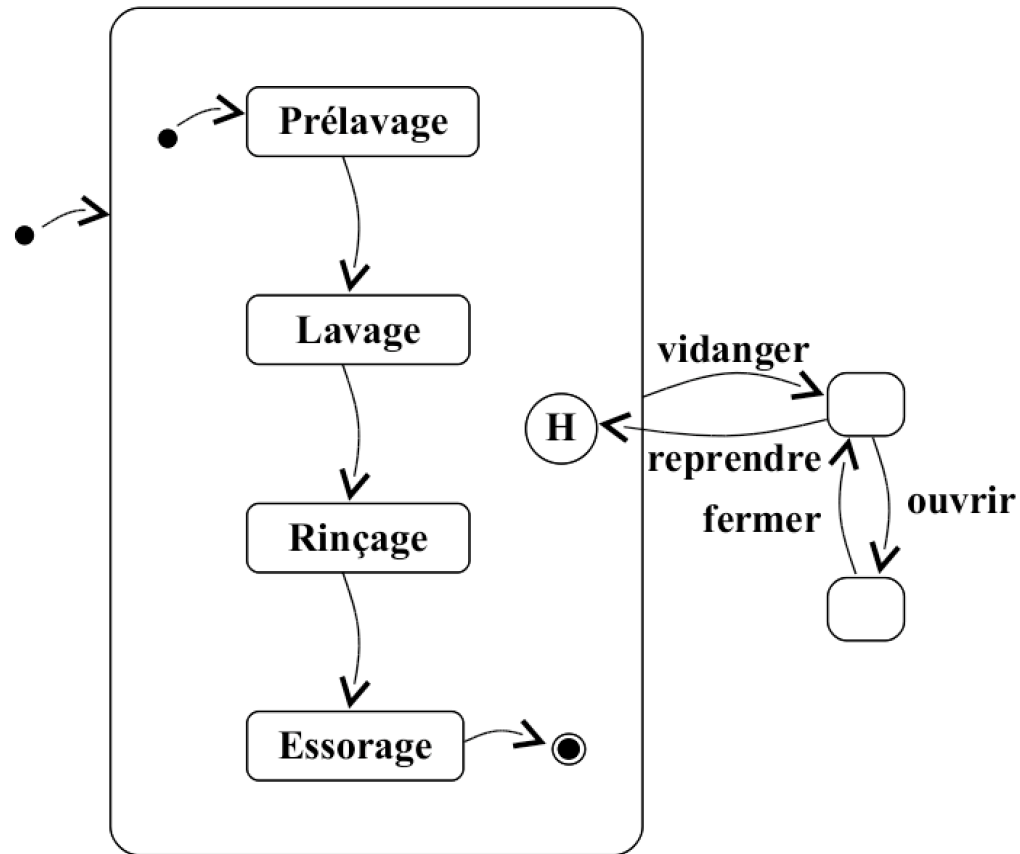 Prélavage
Lavage
vidanger
H
reprendre
fermer
ouvrir
Rinçage
Essorage